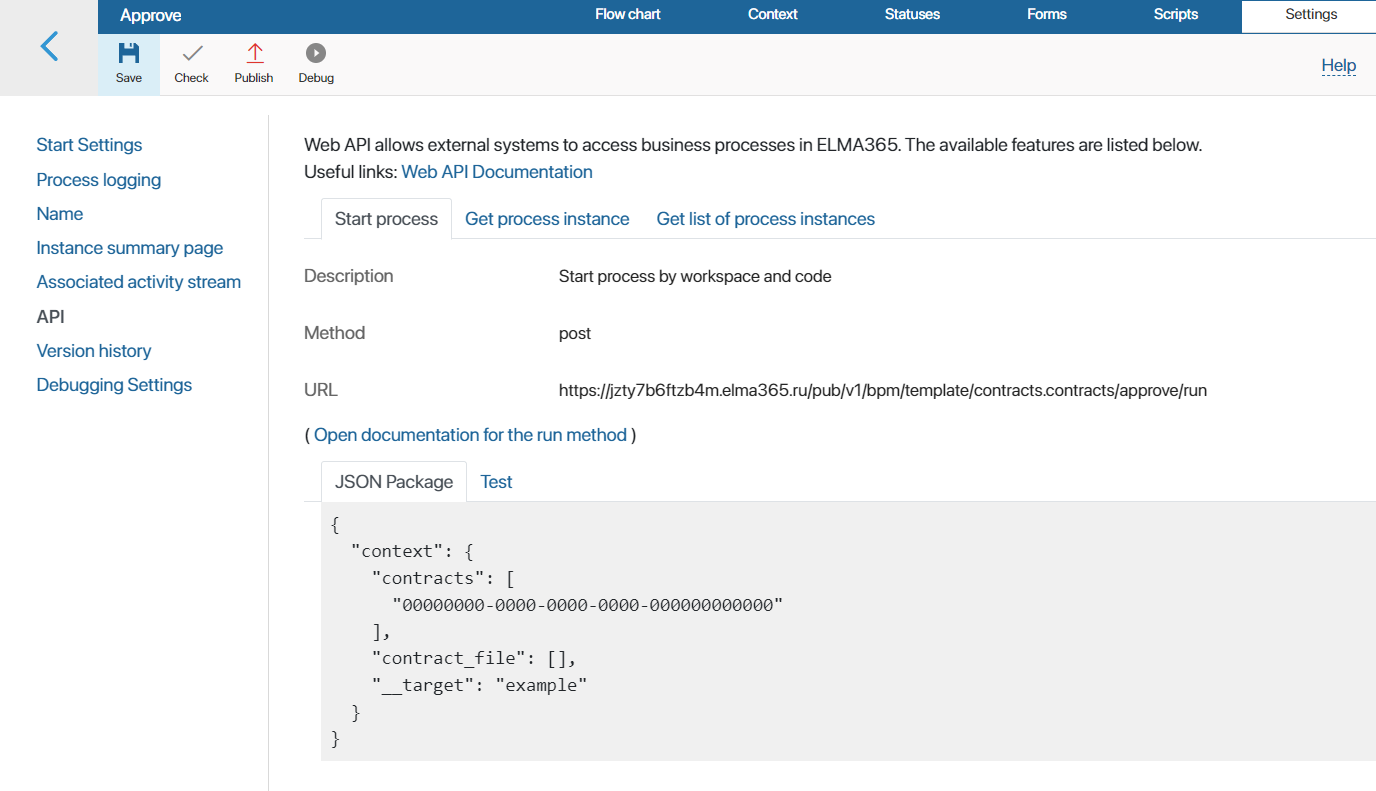 Approve
Flow chart
Context
Statuses
Forms
Scripts
Settings
Save
Check
Publish
Debug
Help
Start Settings
Process logging
Name
Instance summary page
Associated activity stream
API
Version history
Debugging Settings
Web API allows external systems to access business processes in ELMA365. The available features are listed below.
Useful links: Web API Documentation
Start process
Get process instance
Get list of process instances
Description
Start process by workspace and code
Method
post
URL
https://jzty7b6ftzb4m.elma365.ru/pub/v1/bpm/template/contracts.contracts/approve/run
( Open documentation for the run method )
JSON Package
Test
{
  "context": {
    "contracts": [
      "00000000-0000-0000-0000-000000000000"
    ],
    "contract_file": [],
    "__target": "example"
  }
}